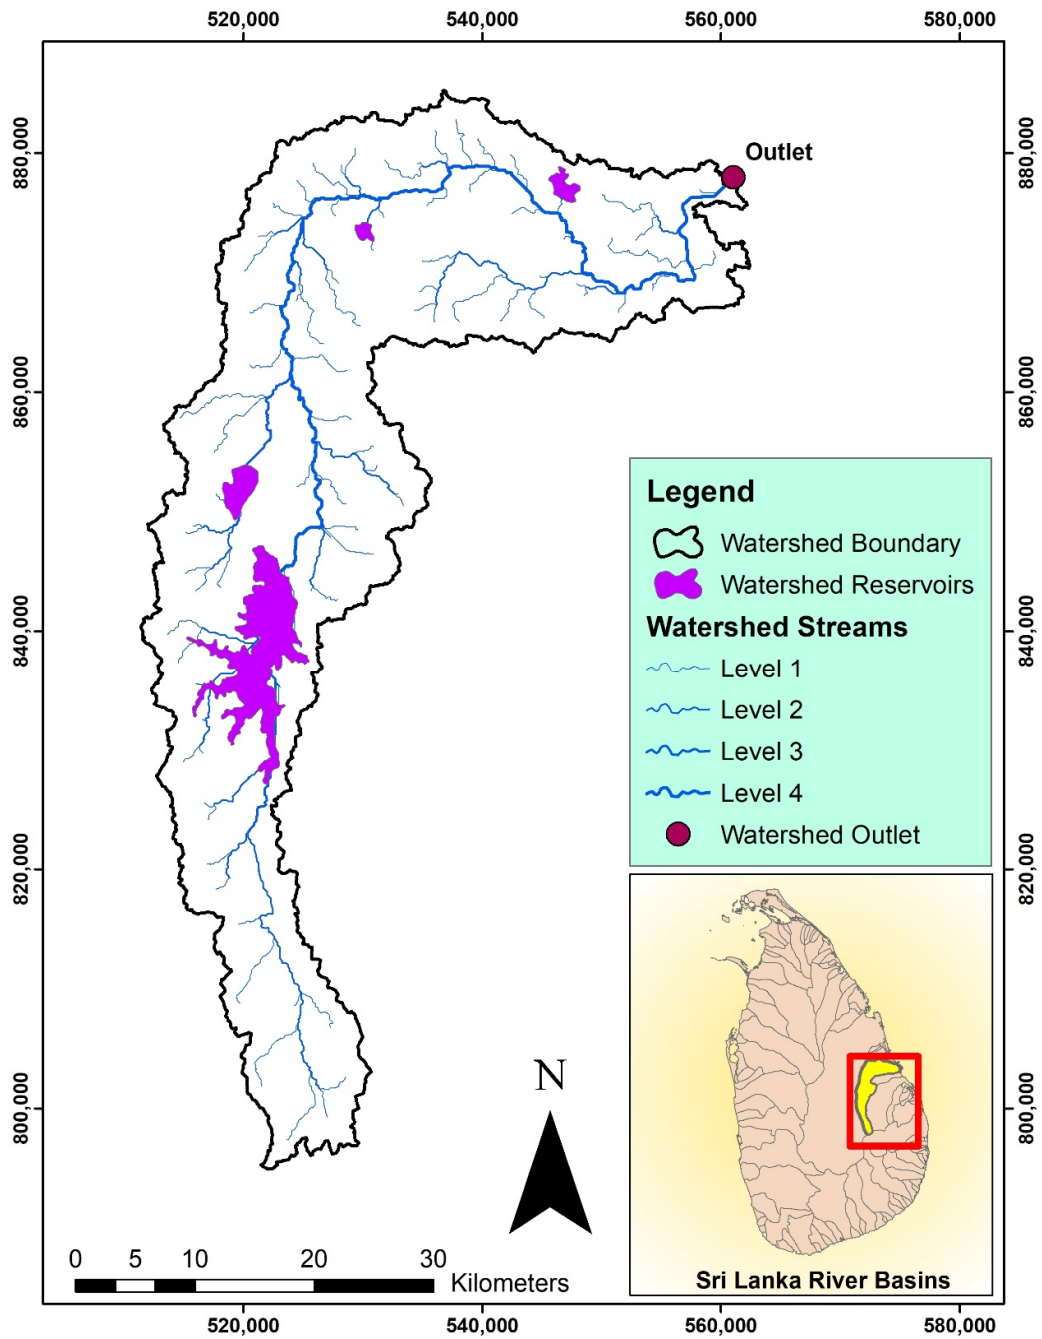 520,000 540,000 560,000 580,000
880,000
880,000
Outlet
860,000
860,000
Legend
Watershed Boundary
Watershed Reservoirs
Watershed Streams
Level 1
Level 2
Level 3
Level 4
Watershed Outlet
840,000
840,000
820,000
820,000
800,000
800,000
N
0 5 10 20 30
Kilometers
Sri Lanka River Basins
520,000 540,000 560,000 580,000